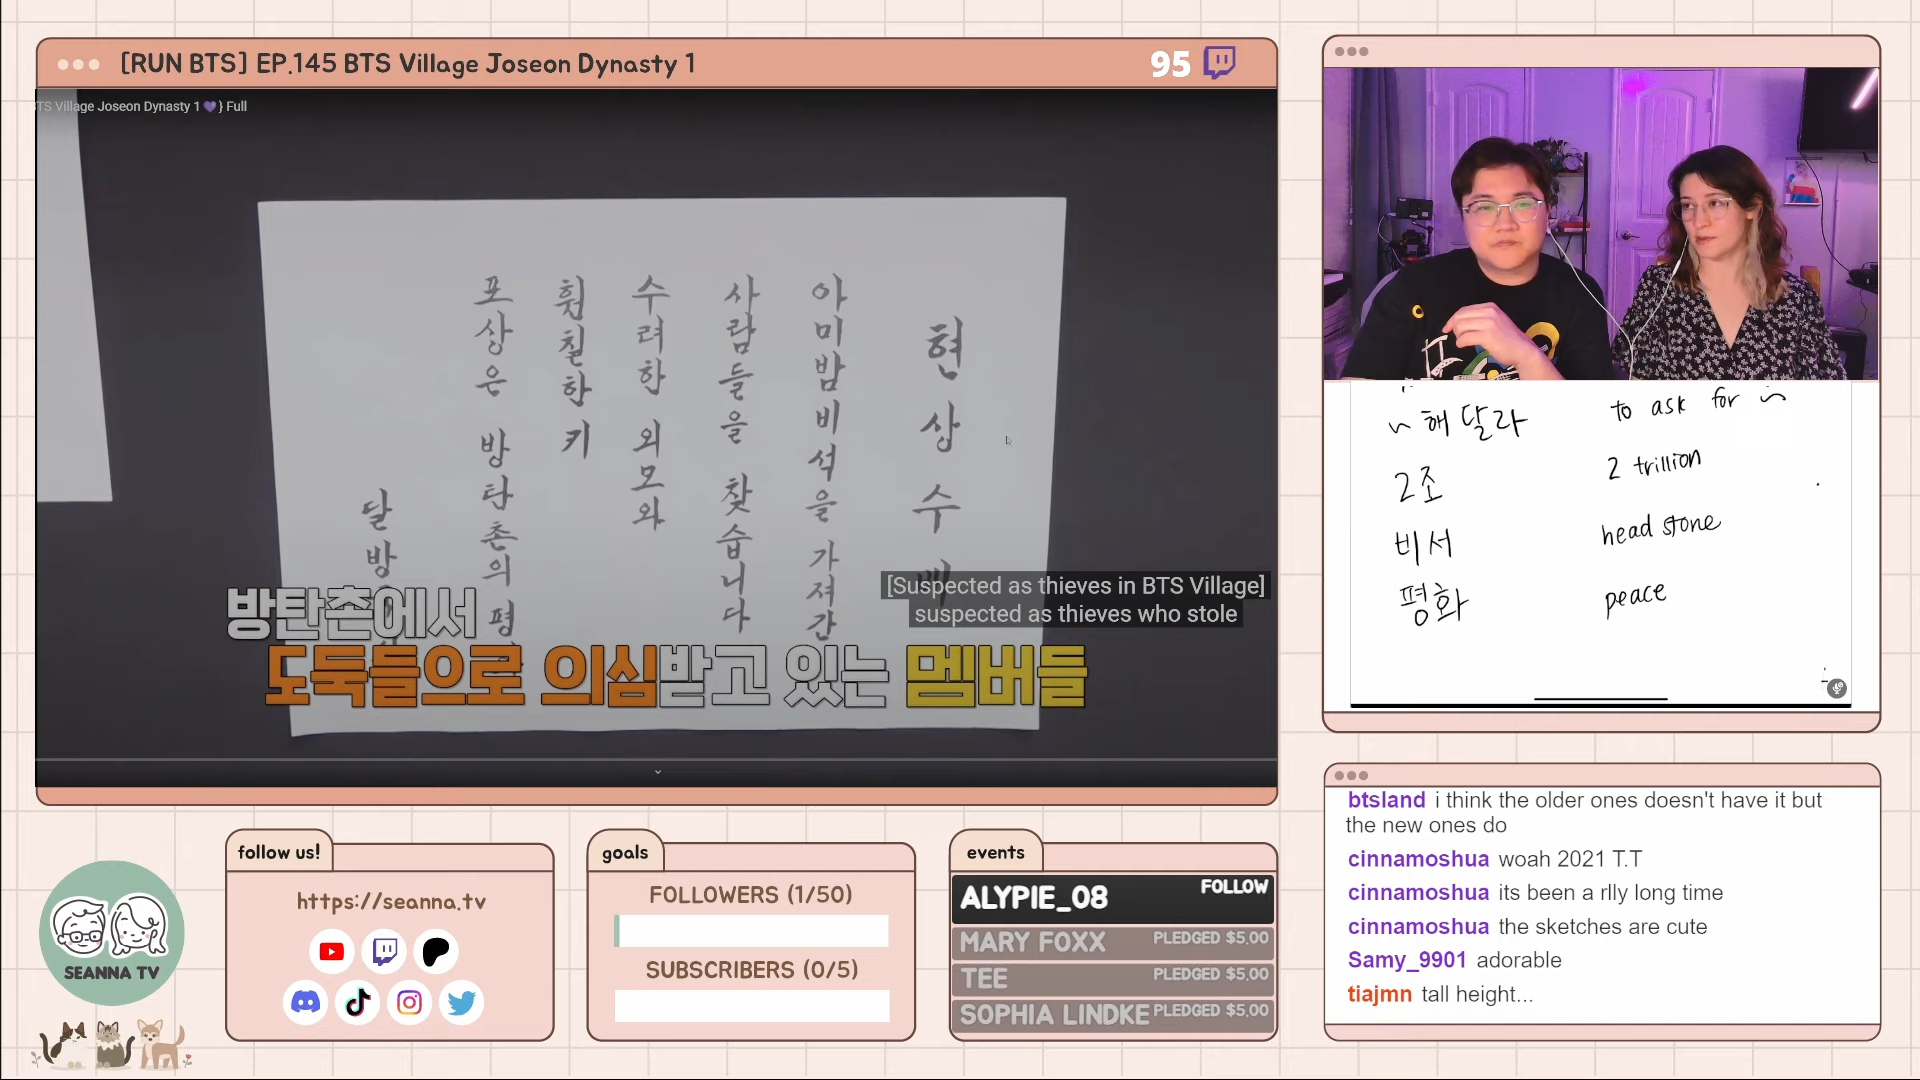 [RUN BTS] EP.145 BTS Village Joseon Dynasty 1
95
TS Village Joseon Dynasty 1💜} Full
현상수배
아미밤비석을 가져간
사람들을 찾습니다
수려한 외모와
훤칠한 키
포상은 방탄촌의 평
달방
방탄촌에서
도둑들으로 의심받고 있는 멤버들
[Suspected as thieves in BTS Village]
suspected as thieves who stole
~해달라 to ask for ~
2조 2 trillion
비서 head stone
평화 peace
btsland i think the older ones doesn't have it but
the new ones do
cinnamoshua woah 2021 T.T
cinnamoshua its been a rlly long time
cinnamoshua the sketches are cute
Samy_9901 adorable
tiajmn tall height...
SEANNA TV
follow us!
https://seanna.tv
goals
FOLLOWERS (1/50)
SUBSCRIBERS (0/5)
events
ALYPIE_08 FOLLOW
MARY FOXX PLEDGED $5.00
TEE PLEDGED $5.00
SOPHIA LINDKE PLEDGED $5.00